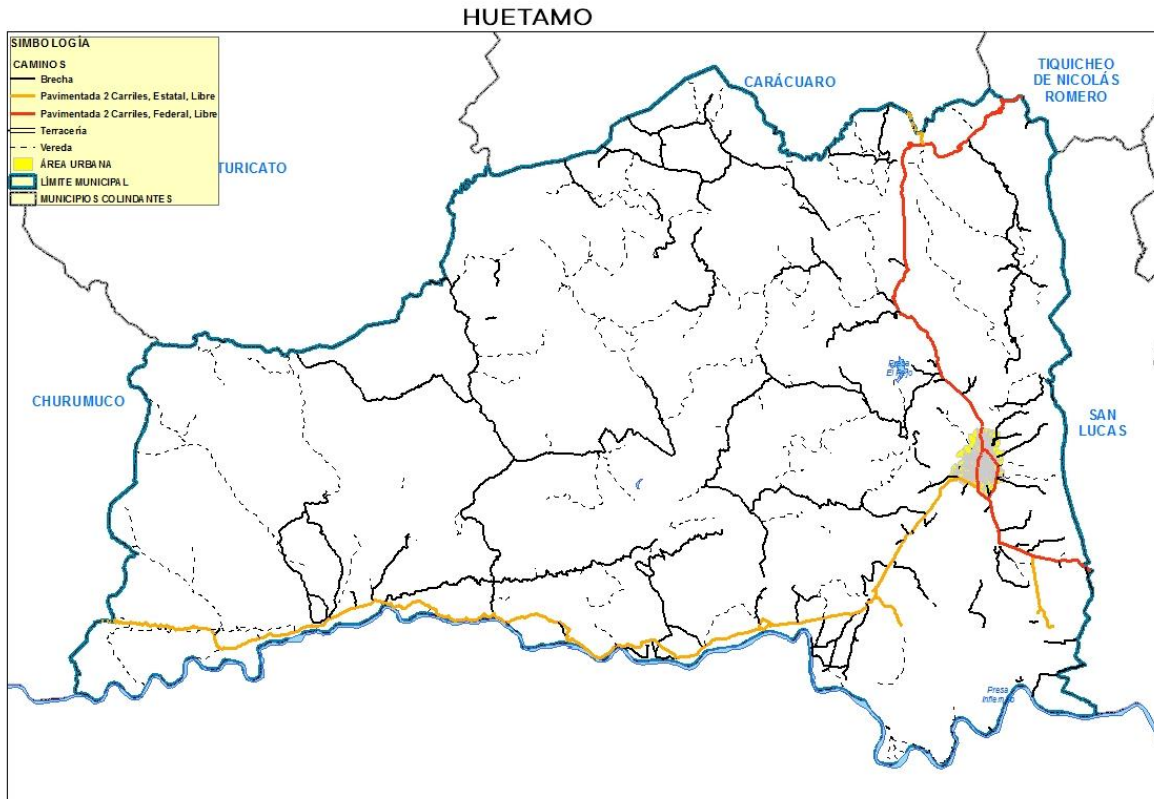 HUETAMO
SIMBOLOGÍA
CAMINOS
Brecha
Pavimentada 2 Carriles, Estatal, Libre
Pavimentada 2 Carriles, Federal, Libre
Terracería
Vereda
ÁREA URBANA
LÍMITE MUNICIPAL
MUNICIPIOS COLINDANTES
TURICATO
CARÁCUARO
TIQUICHEO
DE NICOLÁS
ROMERO
CHURUMUCO
SAN
LUCAS
Presa